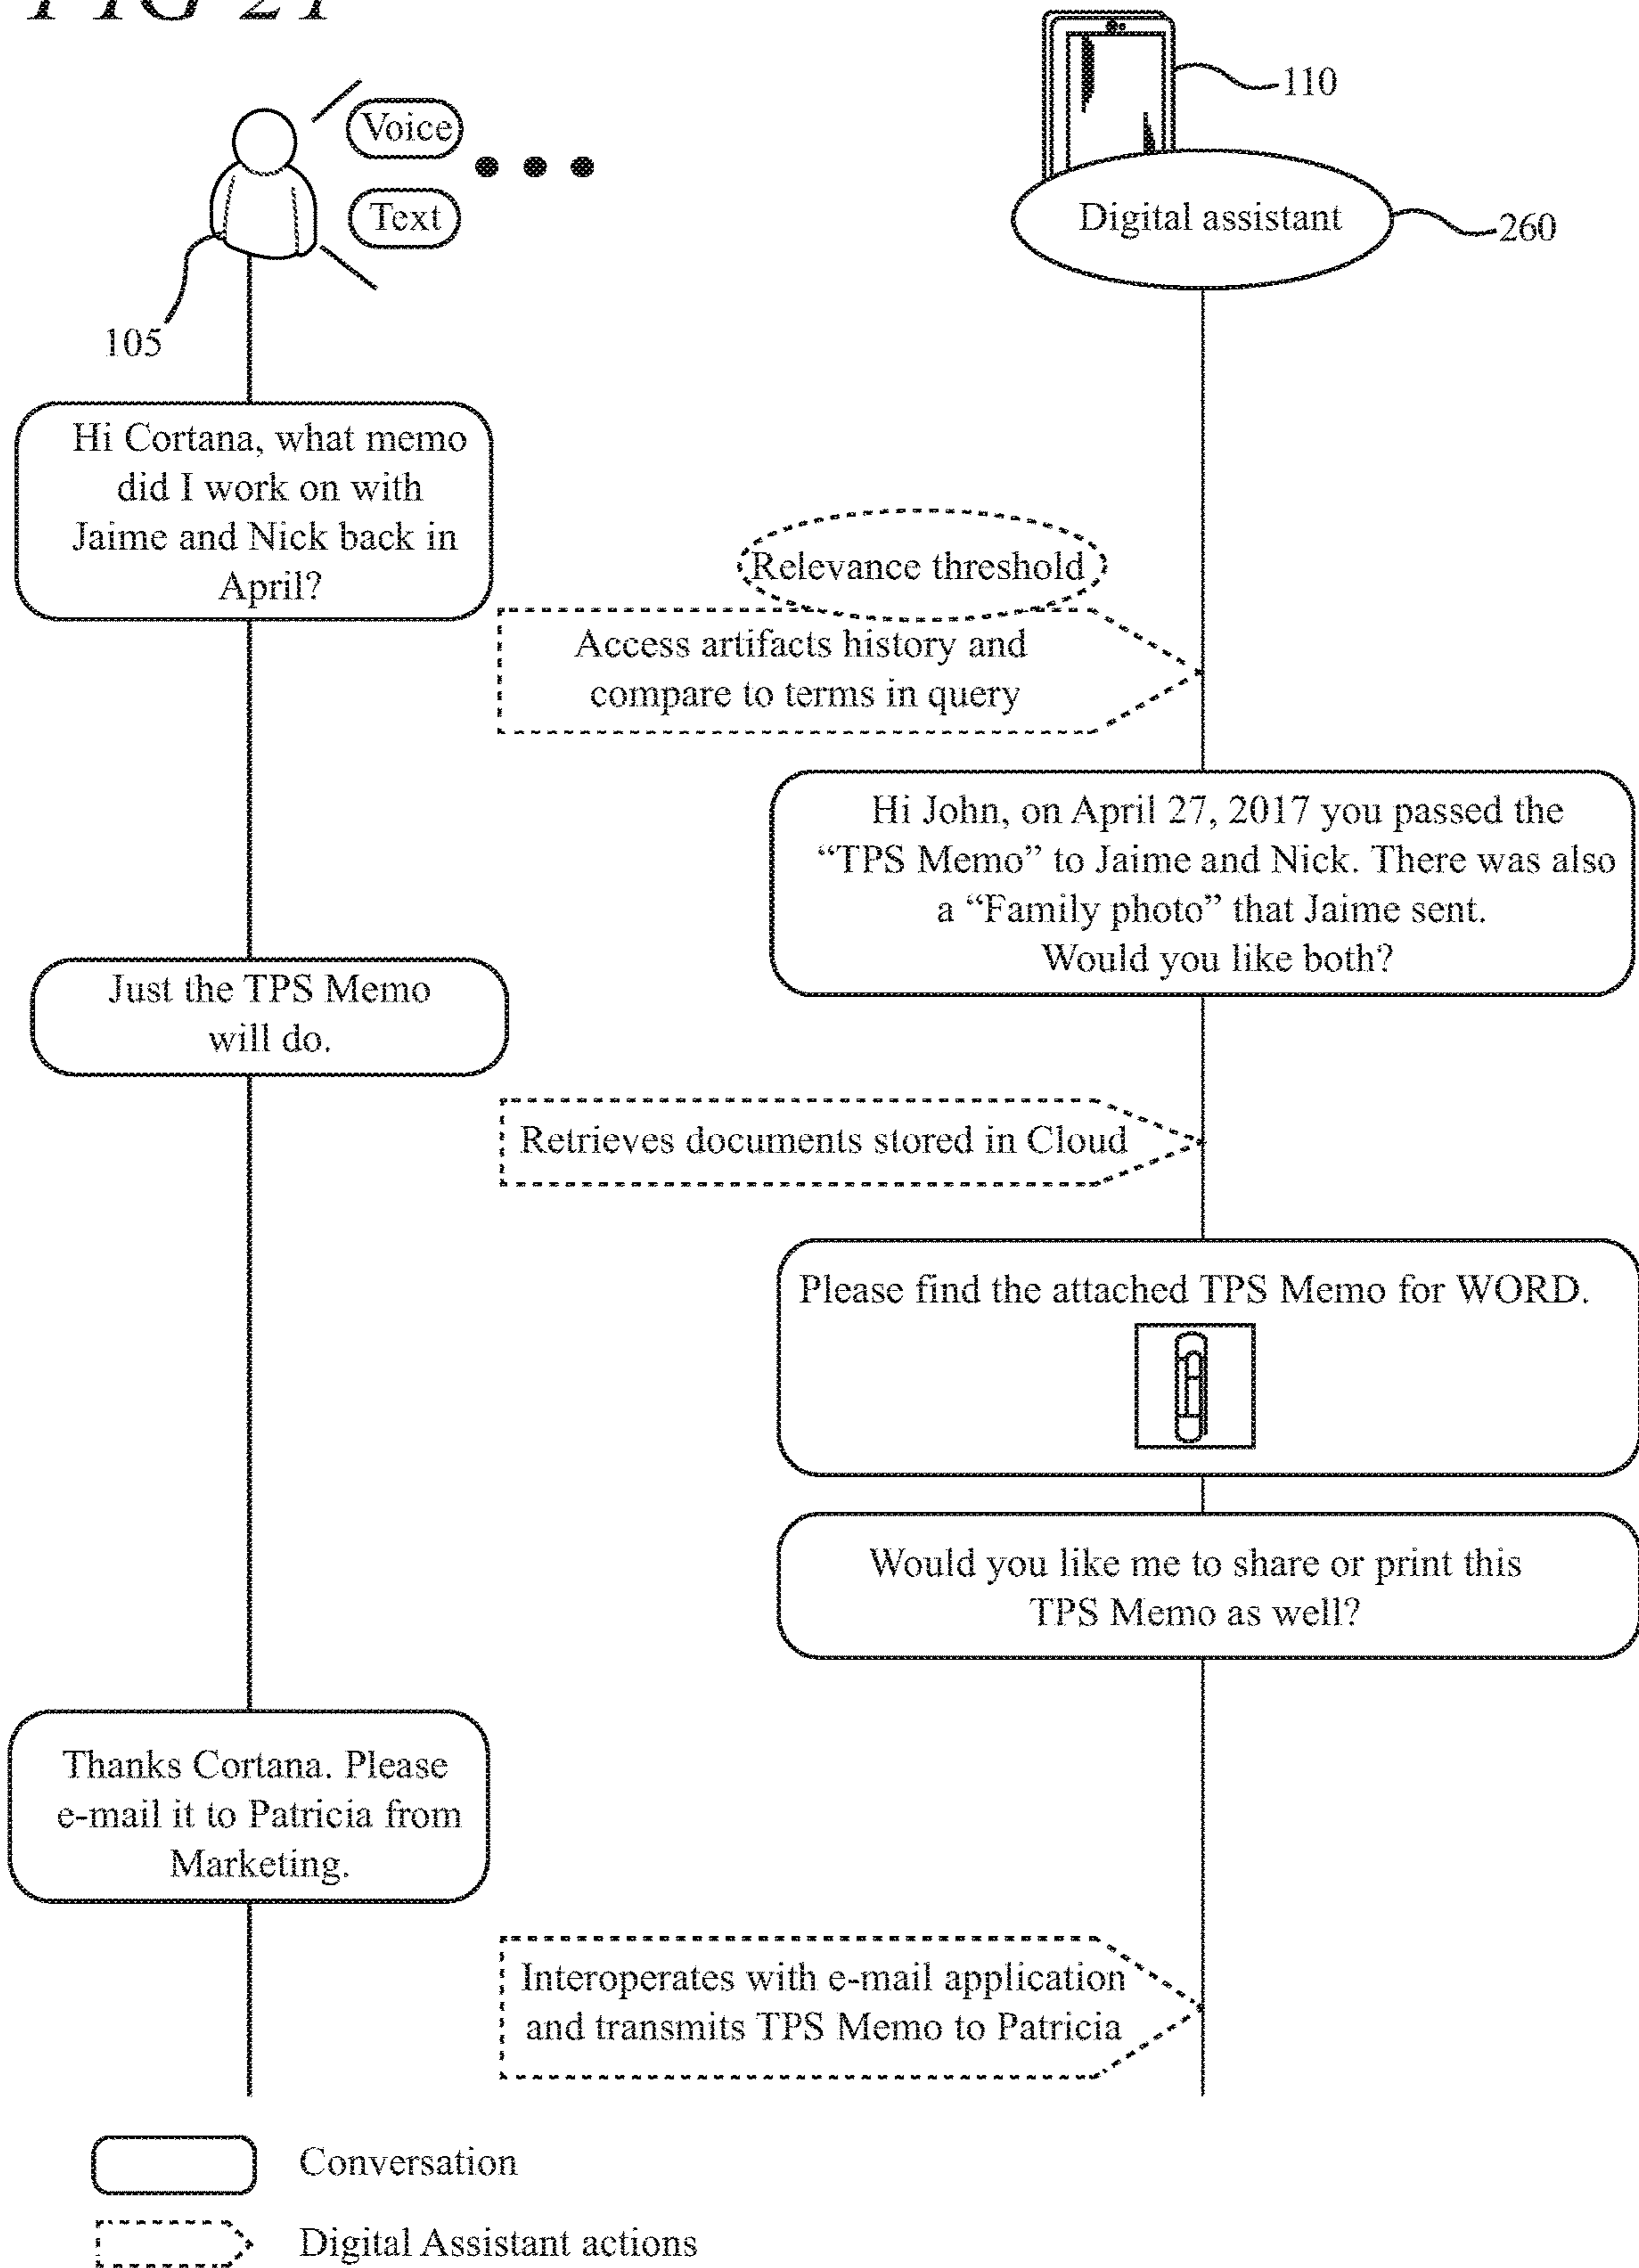 FIG 21
Voice
Text
110
Digital assistant
260
105
Hi Cortana, what memo
did I work on with
Jaime and Nick back in
April?
Relevance threshold
Access artifacts history and
compare to terms in query
Hi John, on April 27, 2017 you passed the
“TPS Memo” to Jaime and Nick. There was also
a “Family photo” that Jaime sent.
Would you like both?
Just the TPS Memo
will do.
Retrieves documents stored in Cloud
Please find the attached TPS Memo for WORD.
Would you like me to share or print this
TPS Memo as well?
Thanks Cortana. Please
e-mail it to Patricia from
Marketing.
Interoperates with e-mail application
and transmits TPS Memo to Patricia
Conversation
Digital Assistant actions